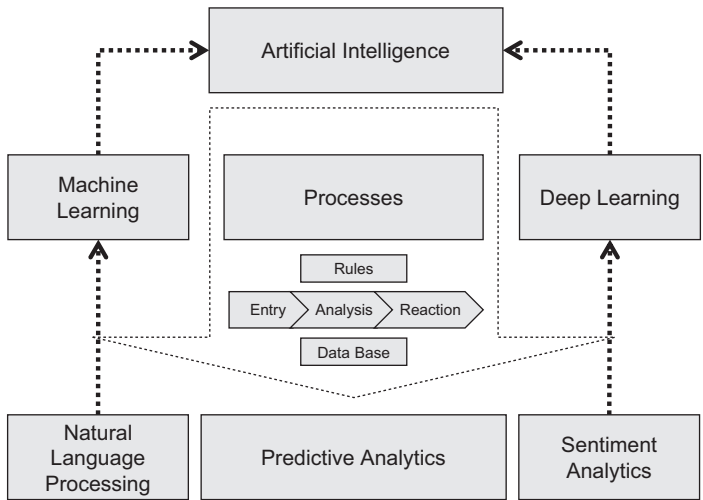 Artificial Intelligence
Machine
Learning
Processes
Deep Learning
Rules
Entry
Analysis
Reaction
Data Base
Natural
Language
Processing
Predictive Analytics
Sentiment
Analytics